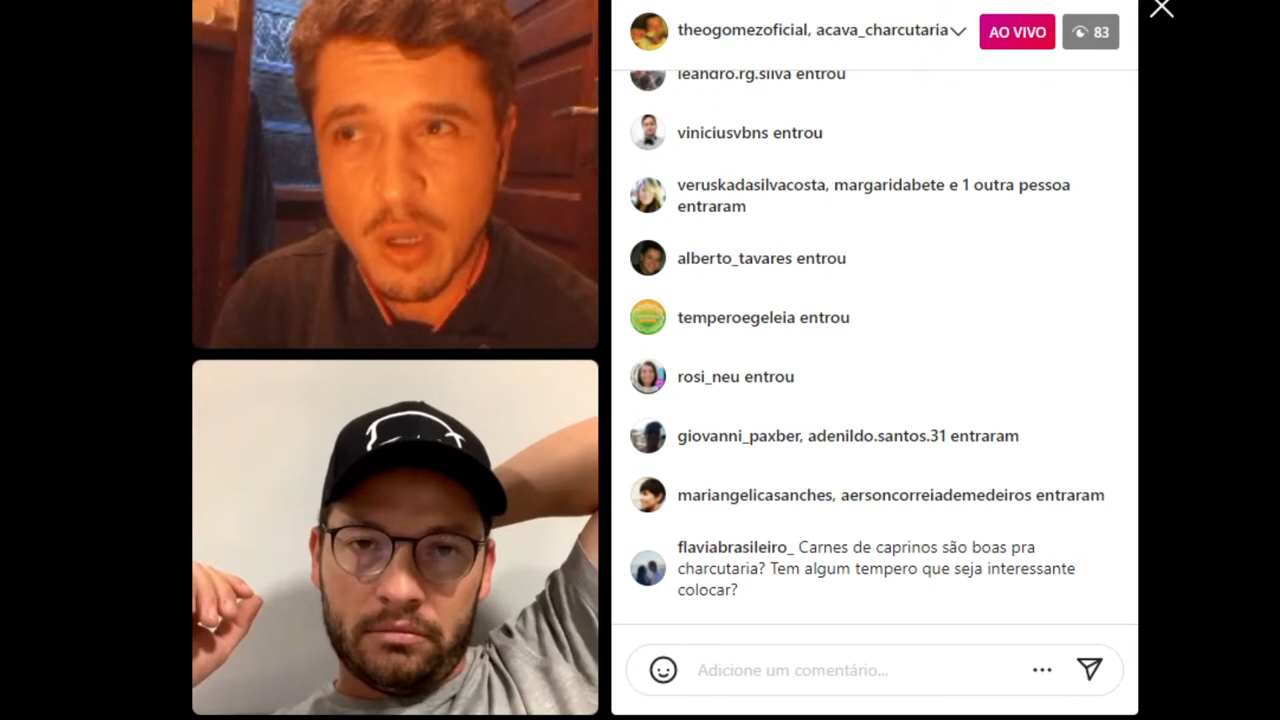 theogomezoficial, acava_charcutaria
AO VIVO
83
leandro.rg.silva entrou
viniciusvbns entrou
veruskadasilvacosta, margaridabete e 1 outra pessoa
entraram
alberto_tavares entrou
temperoegeleia entrou
rosi_neu entrou
giovanni_paxber, adenildo.santos.31 entraram
mariangelicasanches, aersoncorreiademedeiros entraram
flaviabrasileiro_ Carnes de caprinos são boas pra
charcutaria? Tem algum tempero que seja interessante
colocar?
Adicione um comentário...